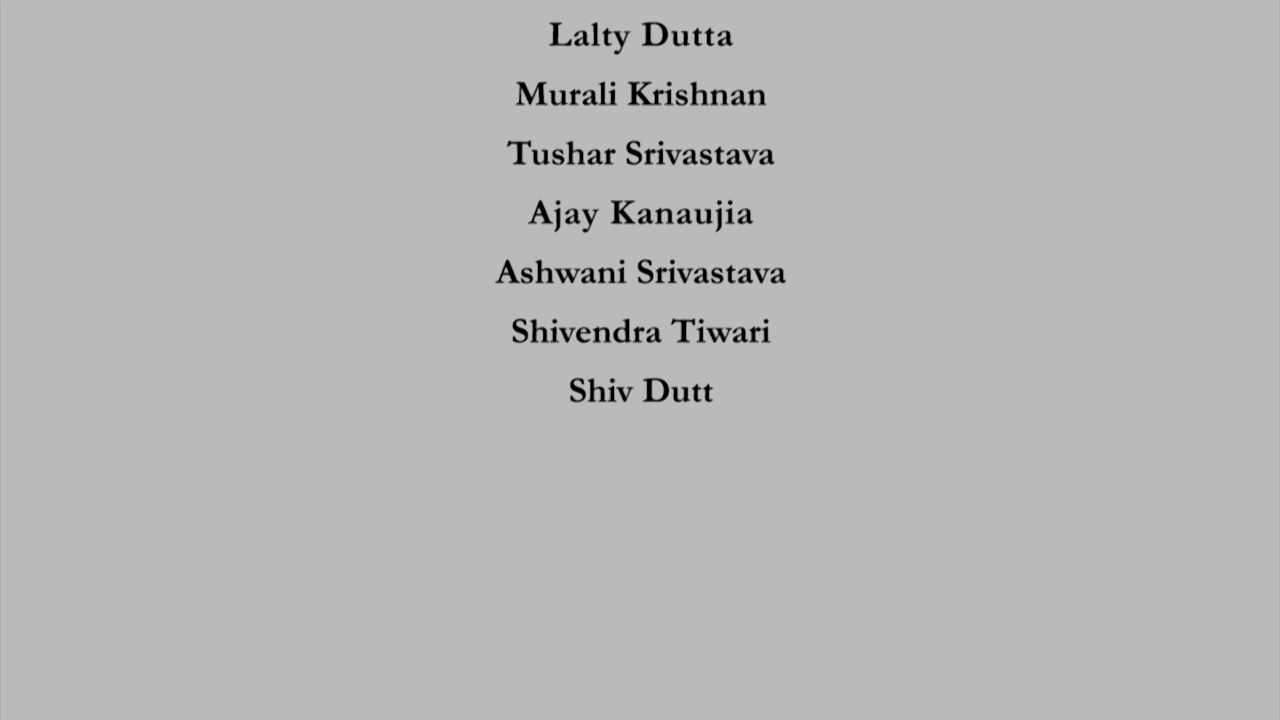 Lalty Dutta
Murali Krishnan
Tushar Srivastava
Ajay Kanaujia
Ashwani Srivastava
Shivendra Tiwari
Shiv Dutt